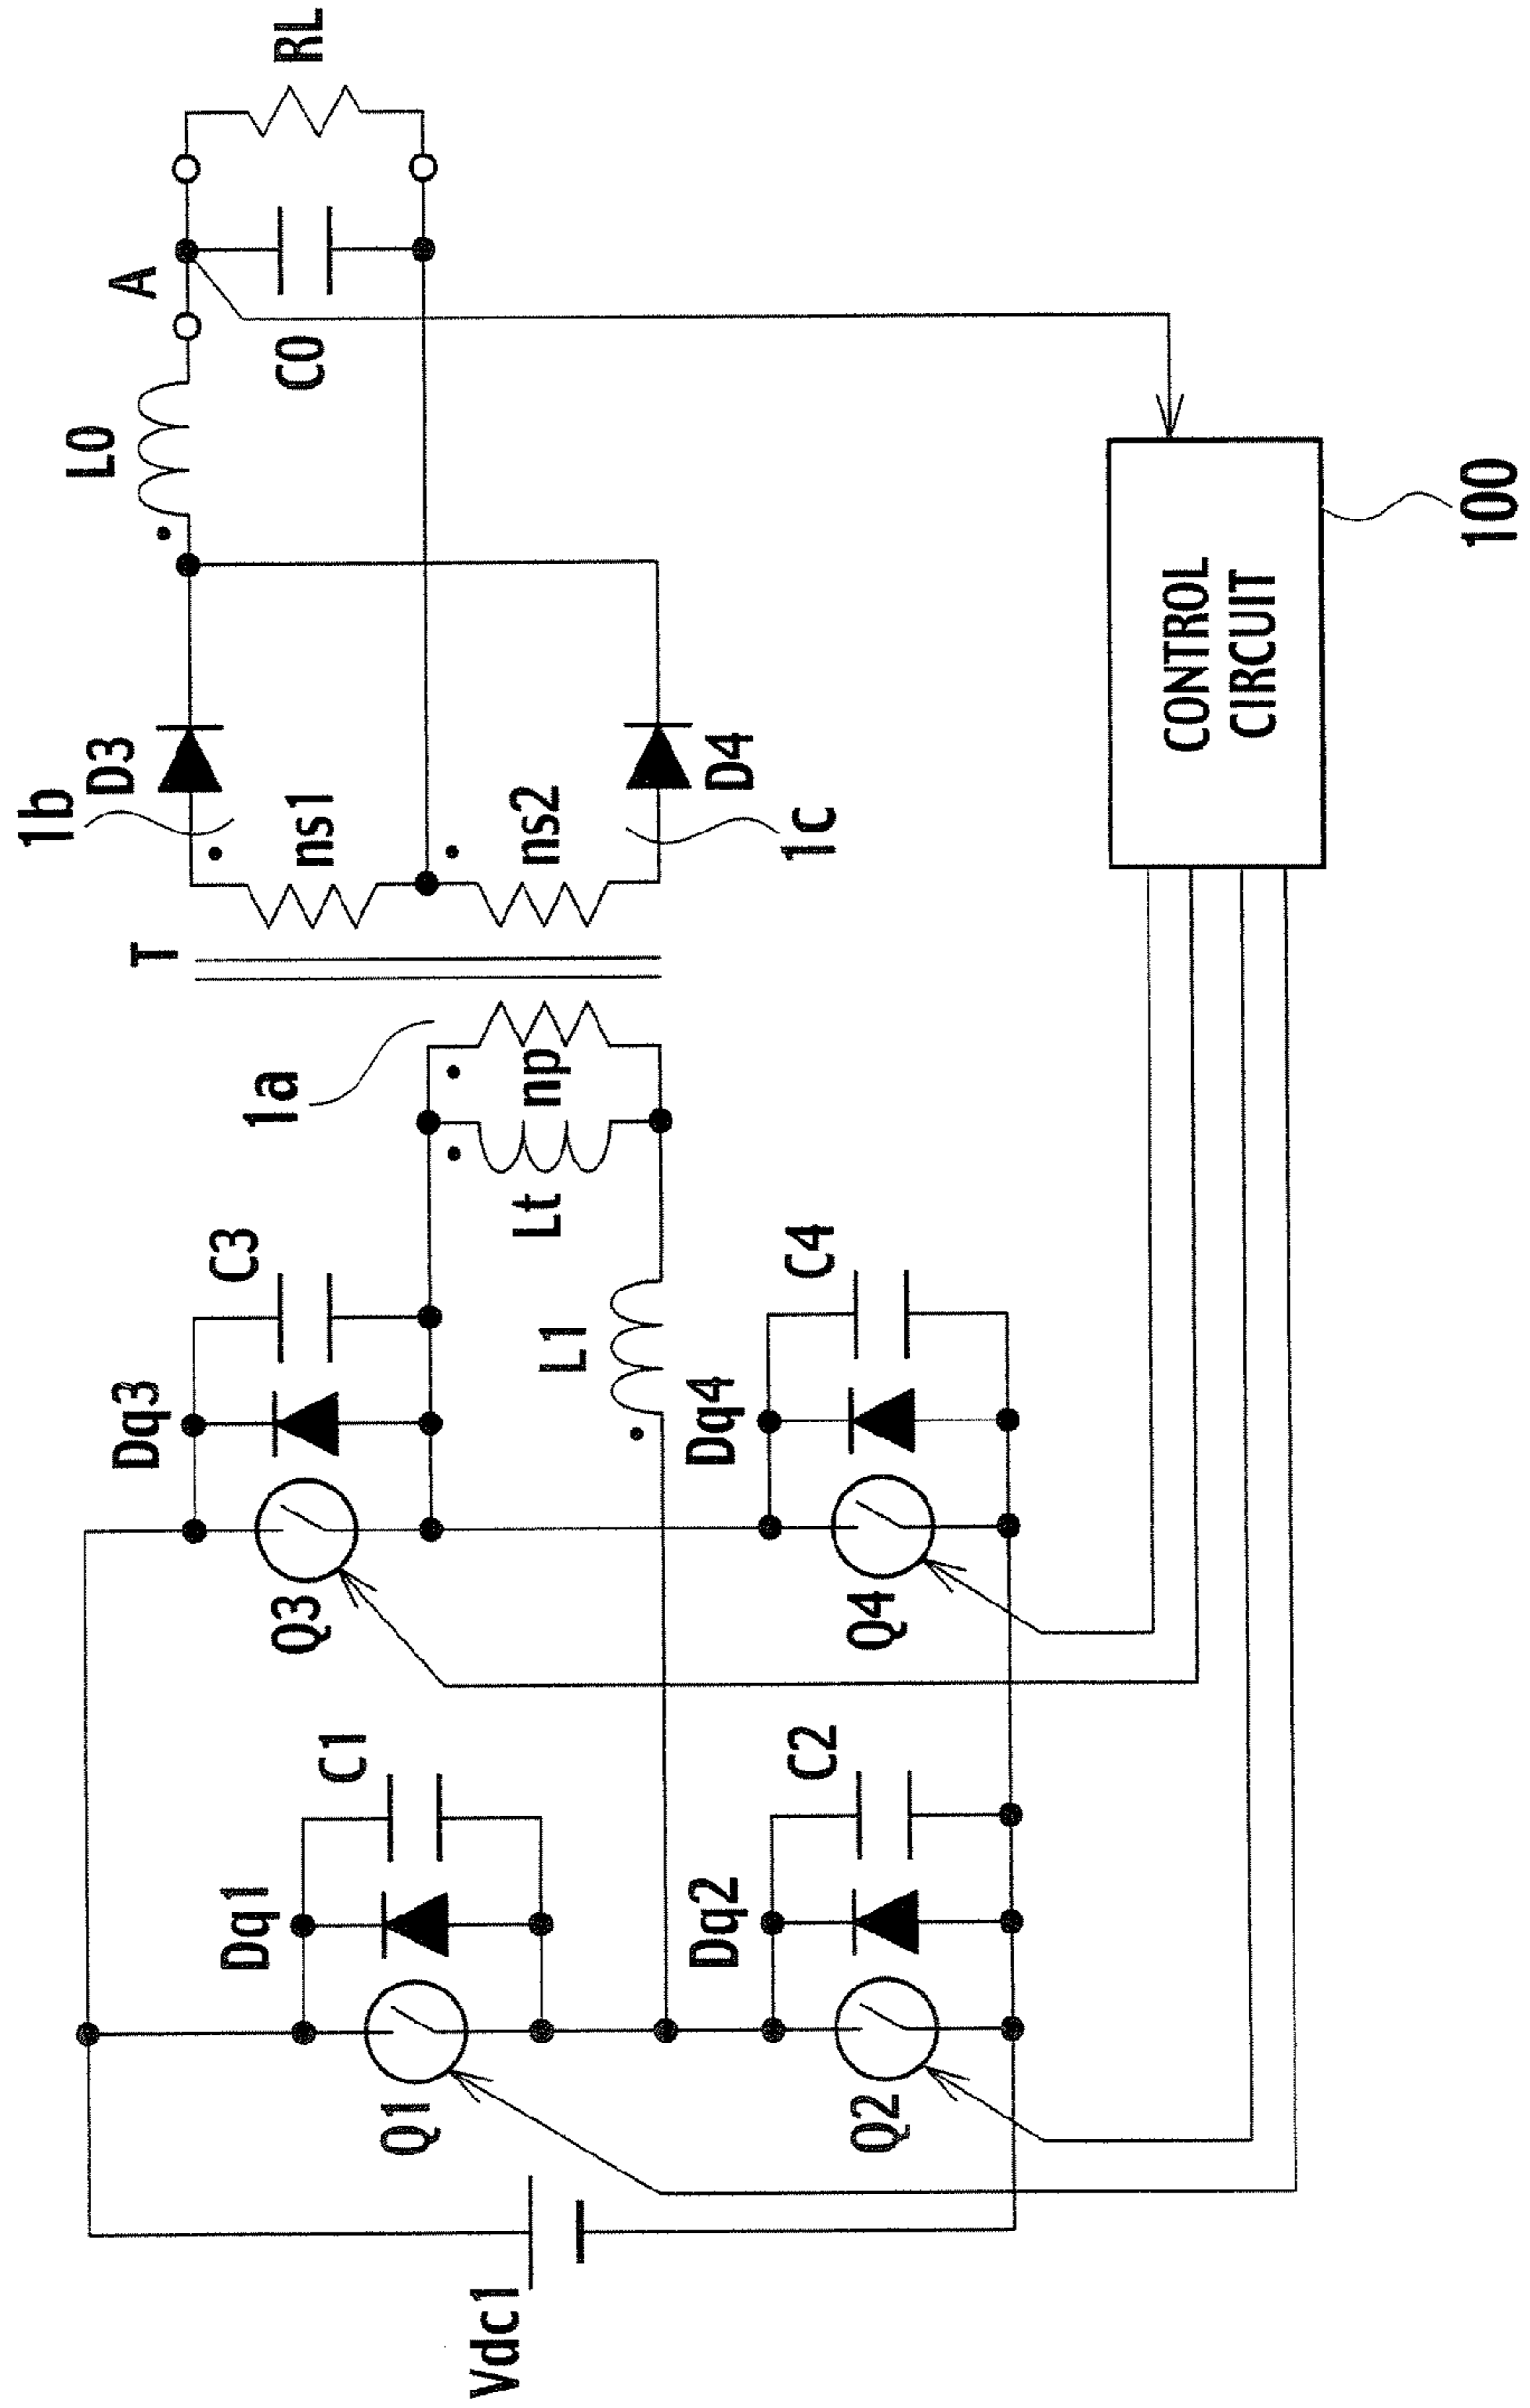 Vdc1
Q1
Dq1
C1
Q2
Dq2
C2
Q3
Dq3
C3
Q4
Dq4
C4
L1
Lt
np
1a
T
ns1
ns2
1b
D3
D4
1c
L0
A
C0
RL
CONTROL
CIRCUIT
100